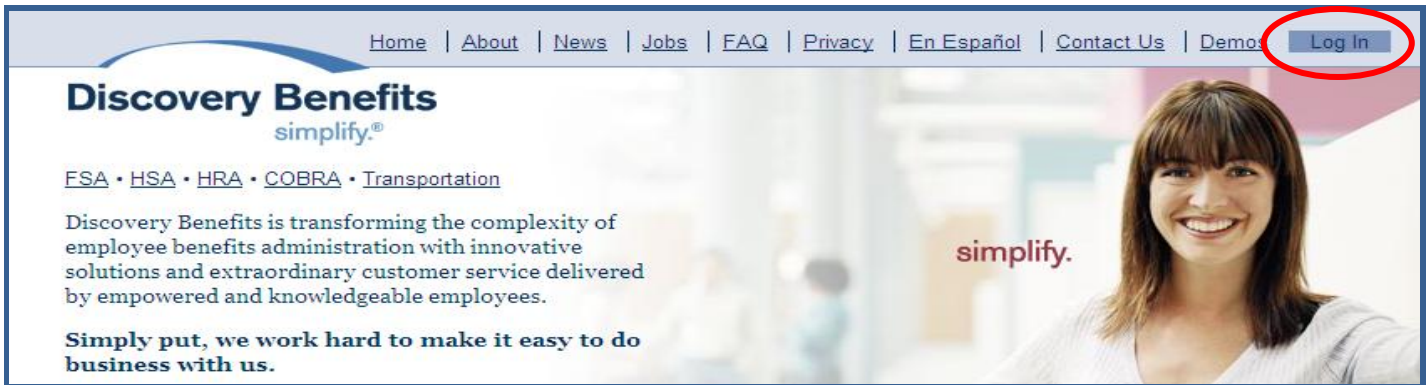 Home | About | News | Jobs | FAQ | Privacy | En Español | Contact Us | Demos Log In
Discovery Benefits
simplify.®
FSA • HSA • HRA • COBRA • Transportation
Discovery Benefits is transforming the complexity of
employee benefits administration with innovative
solutions and extraordinary customer service delivered
by empowered and knowledgeable employees.
simplify.
Simply put, we work hard to make it easy to do
business with us.